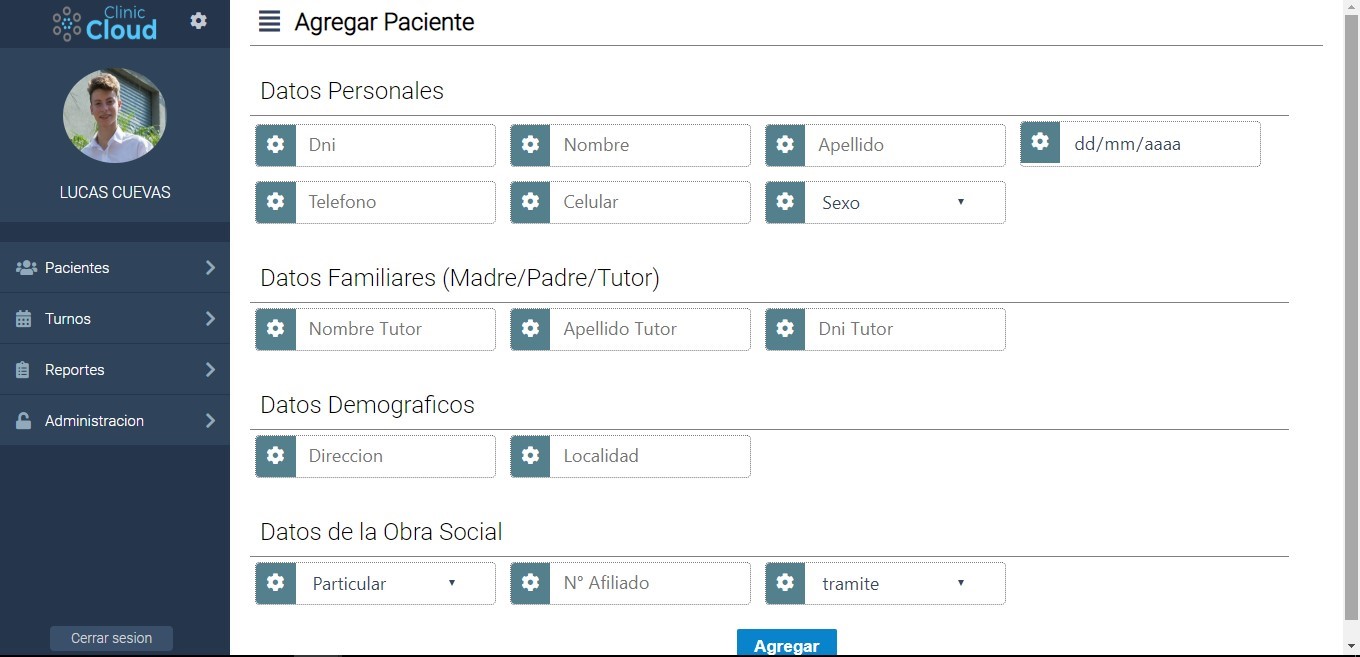 Clinic
Cloud
LUCAS CUEVAS
Pacientes
Turnos
Reportes
Administracion
Cerrar sesion
Agregar Paciente
Datos Personales
Dni Nombre Apellido dd/mm/aaaa
Telefono Celular Sexo
Datos Familiares (Madre/Padre/Tutor)
Nombre Tutor Apellido Tutor Dni Tutor
Datos Demograficos
Direccion Localidad
Datos de la Obra Social
Particular N° Afiliado tramite
Agregar